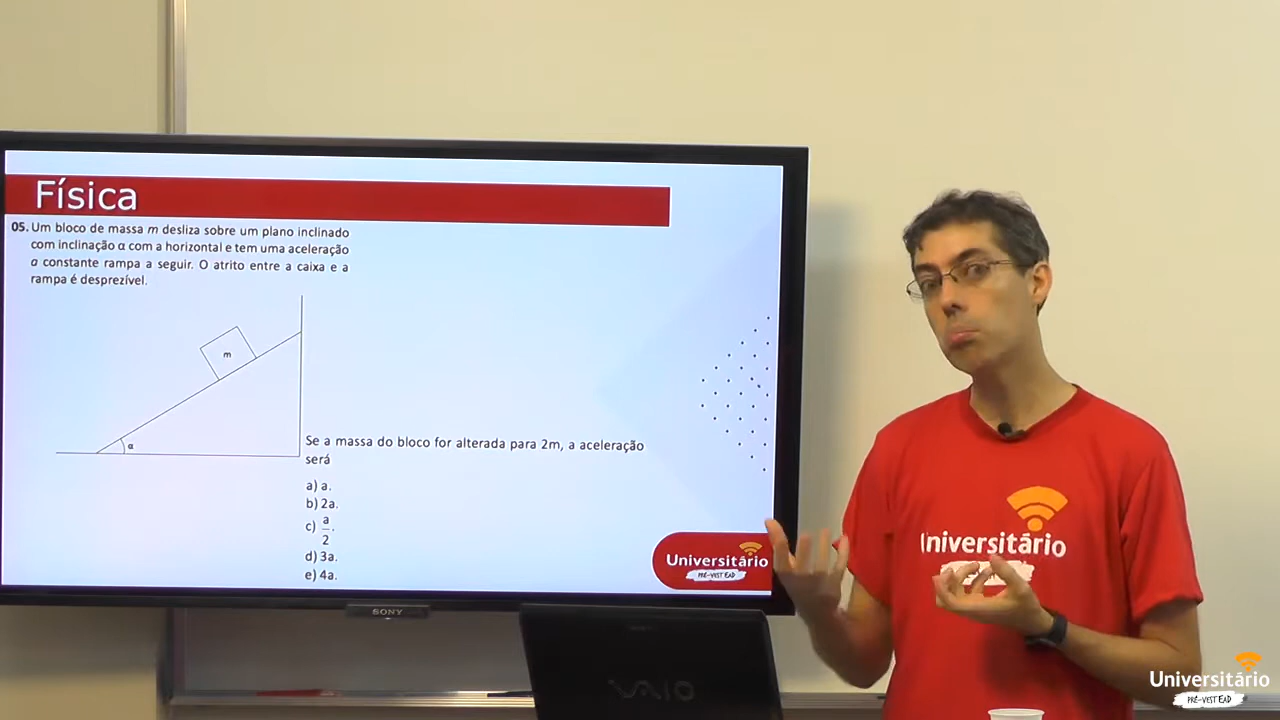 Física
05. Um bloco de massa m desliza sobre um plano inclinado
com inclinação α com a horizontal e tem uma aceleração
a constante rampa a seguir. O atrito entre a caixa e a
rampa é desprezível.
m
α
Se a massa do bloco for alterada para 2m, a aceleração
será
a) a.
b) 2a.
c) a/2.
d) 3a.
e) 4a.
Universitário
PRÉ-VEST EAD
SONY
VAIO
Universitário
Universitário
PRÉ-VEST EAD